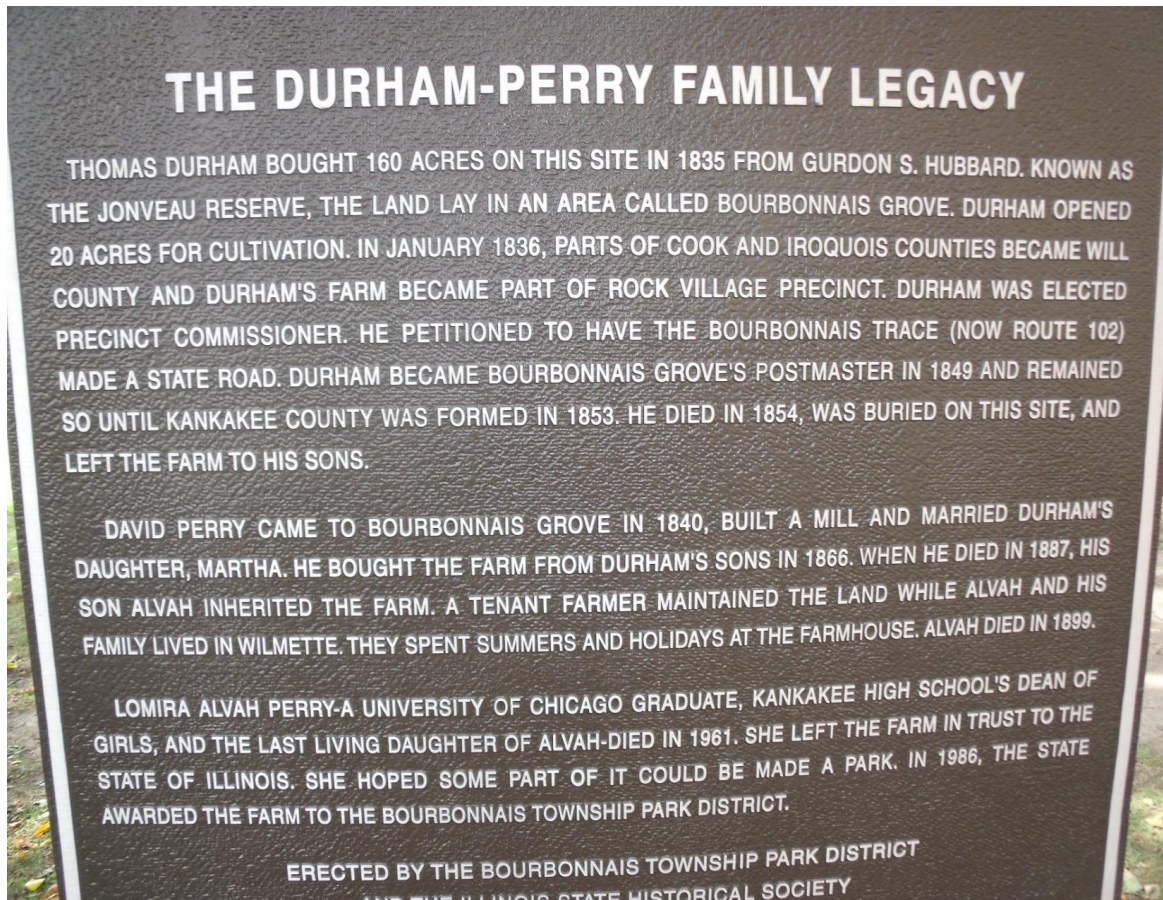 THE DURHAM-PERRY FAMILY LEGACY
THOMAS DURHAM BOUGHT 160 ACRES ON THIS SITE IN 1835 FROM GURDON S. HUBBARD. KNOWN AS
THE JONVEAU RESERVE, THE LAND LAY IN AN AREA CALLED BOURBONNAIS GROVE. DURHAM OPENED
20 ACRES FOR CULTIVATION. IN JANUARY 1836, PARTS OF COOK AND IROQUOIS COUNTIES BECAME WILL
COUNTY AND DURHAM'S FARM BECAME PART OF ROCK VILLAGE PRECINCT. DURHAM WAS ELECTED
PRECINCT COMMISSIONER. HE PETITIONED TO HAVE THE BOURBONNAIS TRACE (NOW ROUTE 102)
MADE A STATE ROAD. DURHAM BECAME BOURBONNAIS GROVE'S POSTMASTER IN 1849 AND REMAINED
SO UNTIL KANKAKEE COUNTY WAS FORMED IN 1853. HE DIED IN 1854, WAS BURIED ON THIS SITE, AND
LEFT THE FARM TO HIS SONS.
DAVID PERRY CAME TO BOURBONNAIS GROVE IN 1840, BUILT A MILL AND MARRIED DURHAM'S
DAUGHTER, MARTHA. HE BOUGHT THE FARM FROM DURHAM'S SONS IN 1866. WHEN HE DIED IN 1887, HIS
SON ALVAH INHERITED THE FARM. A TENANT FARMER MAINTAINED THE LAND WHILE ALVAH AND HIS
FAMILY LIVED IN WILMETTE. THEY SPENT SUMMERS AND HOLIDAYS AT THE FARMHOUSE. ALVAH DIED IN 1899.
LOMIRA ALVAH PERRY-A UNIVERSITY OF CHICAGO GRADUATE, KANKAKEE HIGH SCHOOL'S DEAN OF
GIRLS, AND THE LAST LIVING DAUGHTER OF ALVAH-DIED IN 1961. SHE LEFT THE FARM IN TRUST TO THE
STATE OF ILLINOIS. SHE HOPED SOME PART OF IT COULD BE MADE A PARK. IN 1986, THE STATE
AWARDED THE FARM TO THE BOURBONNAIS TOWNSHIP PARK DISTRICT.
ERECTED BY THE BOURBONNAIS TOWNSHIP PARK DISTRICT
AND THE ILLINOIS STATE HISTORICAL SOCIETY